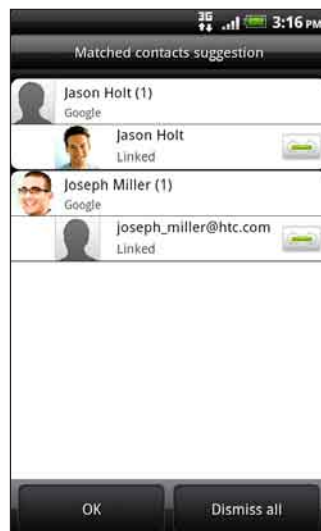 3G
3:16 PM
Matched contacts suggestion
Jason Holt (1)
Google
Jason Holt
Linked
Joseph Miller (1)
Google
joseph_miller@htc.com
Linked
OK
Dismiss all